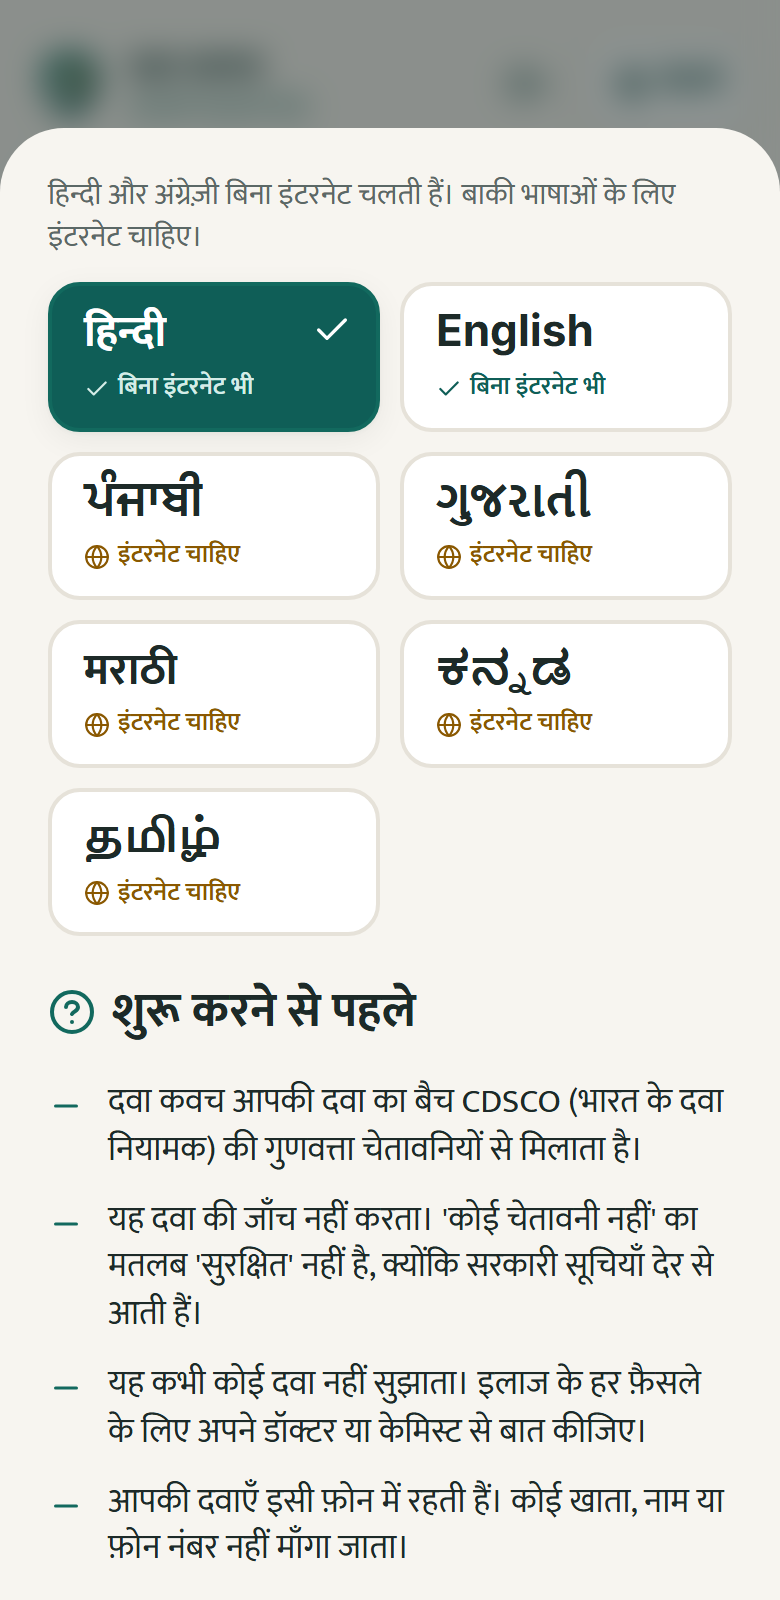 हिन्दी और अंग्रेज़ी बिना इंटरनेट चलती हैं। बाकी भाषाओं के लिए
इंटरनेट चाहिए।
हिन्दी
बिना इंटरनेट भी
English
बिना इंटरनेट भी
ਪੰਜਾਬੀ
इंटरनेट चाहिए
ગુજરાતી
इंटरनेट चाहिए
मराठी
इंटरनेट चाहिए
ಕನ್ನಡ
इंटरनेट चाहिए
தமிழ்
इंटरनेट चाहिए
शुरू करने से पहले
दवा कवच आपकी दवा का बैच CDSCO (भारत के दवा
नियामक) की गुणवत्ता चेतावनियों से मिलाता है।
यह दवा की जाँच नहीं करता। 'कोई चेतावनी नहीं' का
मतलब 'सुरक्षित' नहीं है, क्योंकि सरकारी सूचियाँ देर से
आती हैं।
यह कभी कोई दवा नहीं सुझाता। इलाज के हर फ़ैसले
के लिए अपने डॉक्टर या केमिस्ट से बात कीजिए।
आपकी दवाएँ इसी फ़ोन में रहती हैं। कोई खाता, नाम या
फ़ोन नंबर नहीं माँगा जाता।